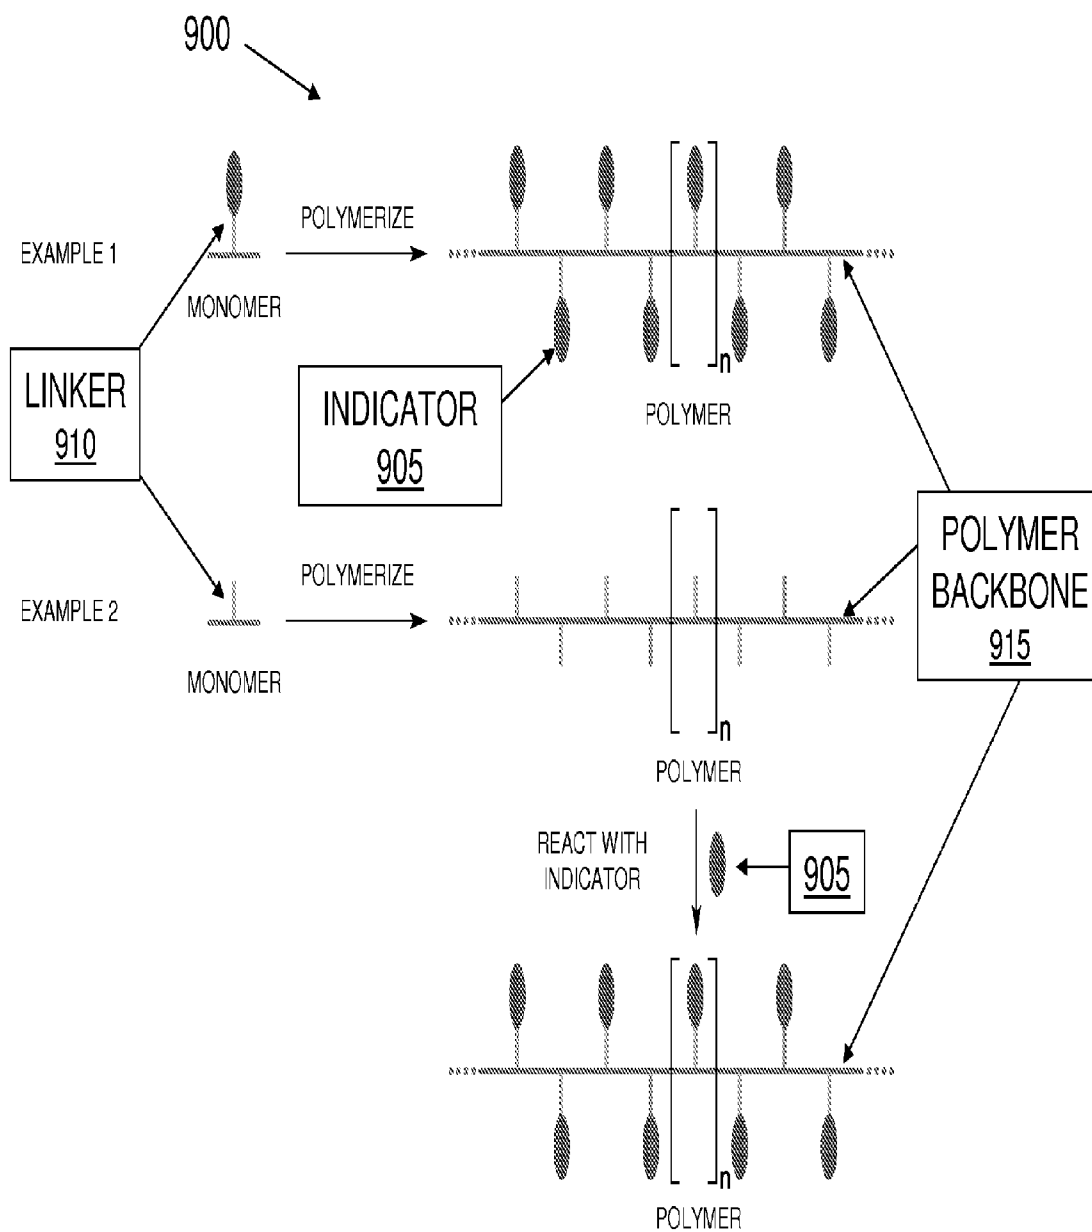 900
POLYMERIZE
EXAMPLE 1
MONOMER
n
POLYMER
LINKER
910
INDICATOR
905
POLYMER
BACKBONE
915
POLYMERIZE
EXAMPLE 2
MONOMER
n
POLYMER
REACT WITH
INDICATOR
905
n
POLYMER